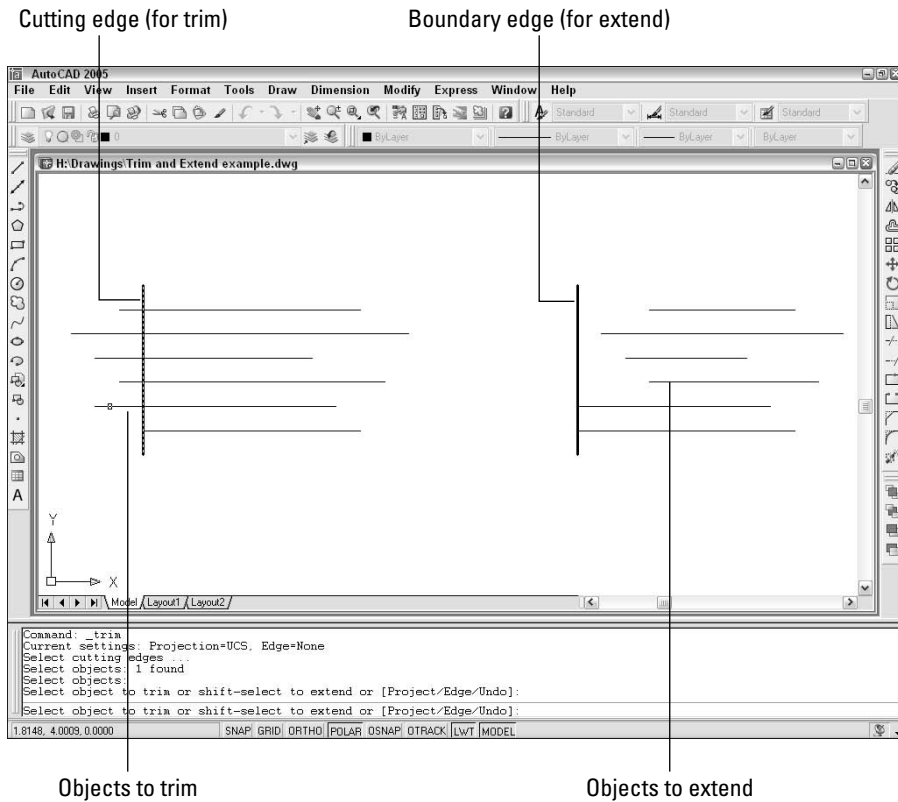 Cutting edge (for trim)
Boundary edge (for extend)
AutoCAD 2005
File Edit View Insert Format Tools Draw Dimension Modify Express Window Help
Standard
Standard
Standard
0
ByLayer
ByLayer
ByLayer
ByLayer
H:\Drawings\Trim and Extend example.dwg
A
Y
X
Model
Layout1
Layout2
Command: _trim
Current settings: Projection=UCS, Edge=None
Select cutting edges ...
Select objects: 1 found
Select objects:
Select object to trim or shift-select to extend or [Project/Edge/Undo]:
Select object to trim or shift-select to extend or [Project/Edge/Undo]:
1.8148, 4.0009, 0.0000
SNAP GRID ORTHO POLAR OSNAP OTRACK LWT MODEL
Objects to trim
Objects to extend